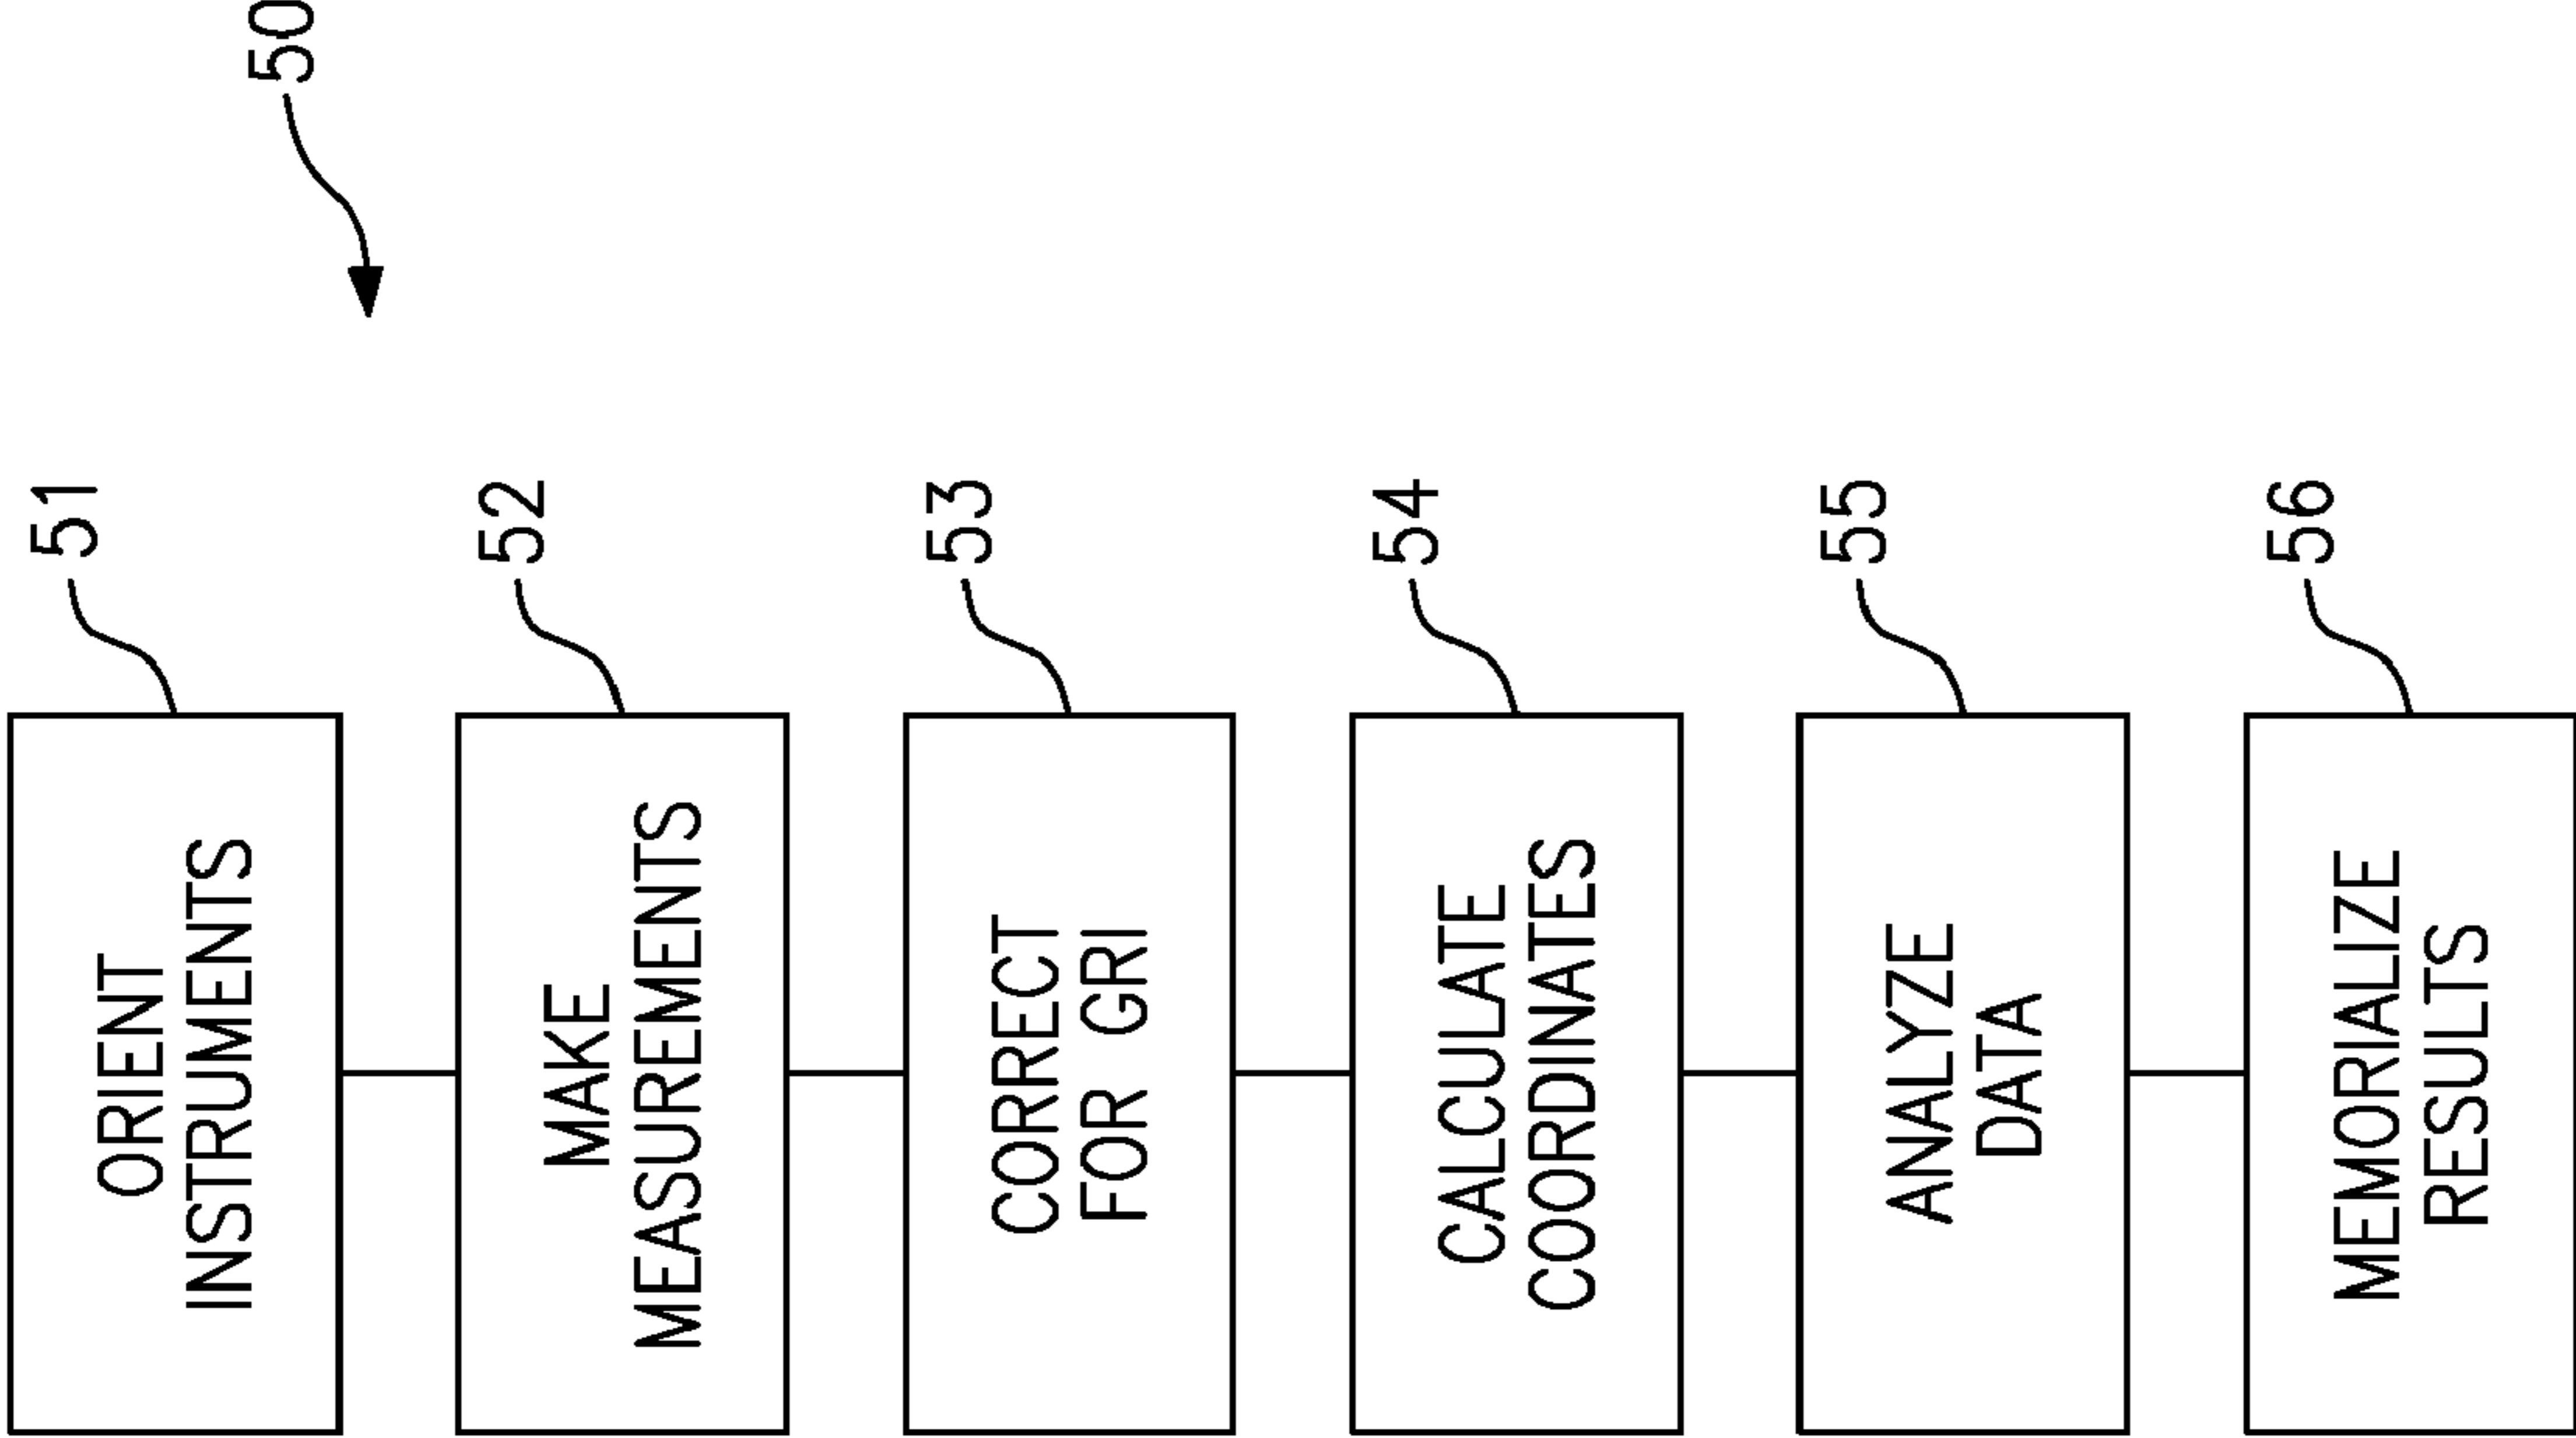 50
51
ORIENT
INSTRUMENTS
52
MAKE
MEASUREMENTS
53
CORRECT
FOR GRI
54
CALCULATE
COORDINATES
55
ANALYZE
DATA
56
MEMORIALIZE
RESULTS